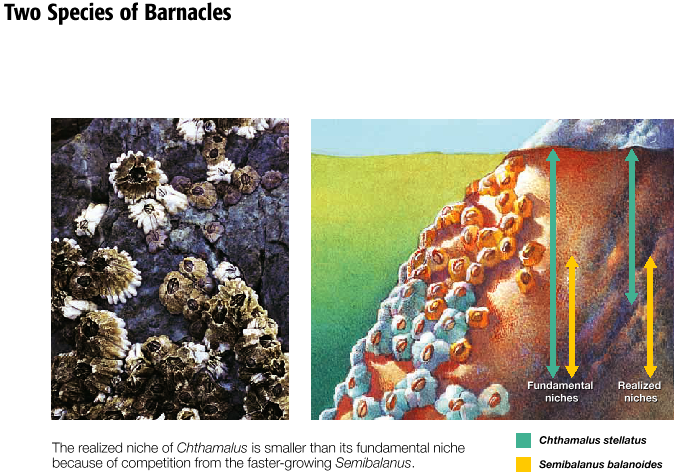 Two Species of Barnacles
Fundamental
niches
Realized
niches
The realized niche of Chthamalus is smaller than its fundamental niche
because of competition from the faster-growing Semibalanus.
Chthamalus stellatus
Semibalanus balanoides